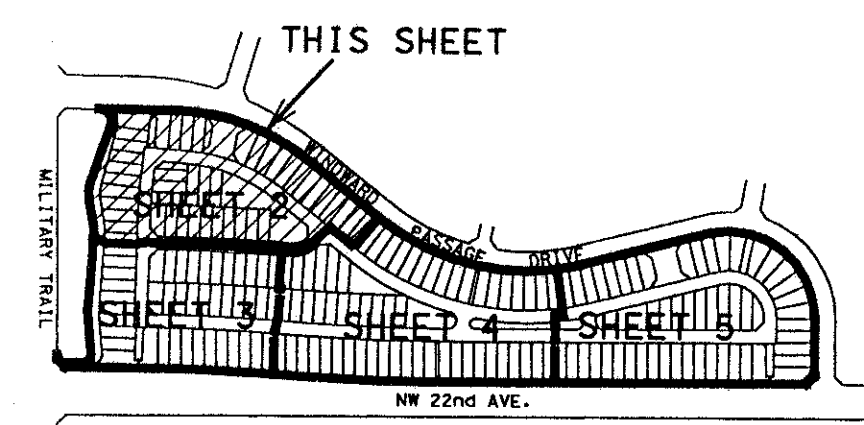 THIS SHEET
WINDWARD PASSAGE DRIVE
MILITARY TRAIL
SHEET 2
SHEET 3
SHEET 4
SHEET 5
NW 22nd AVE.